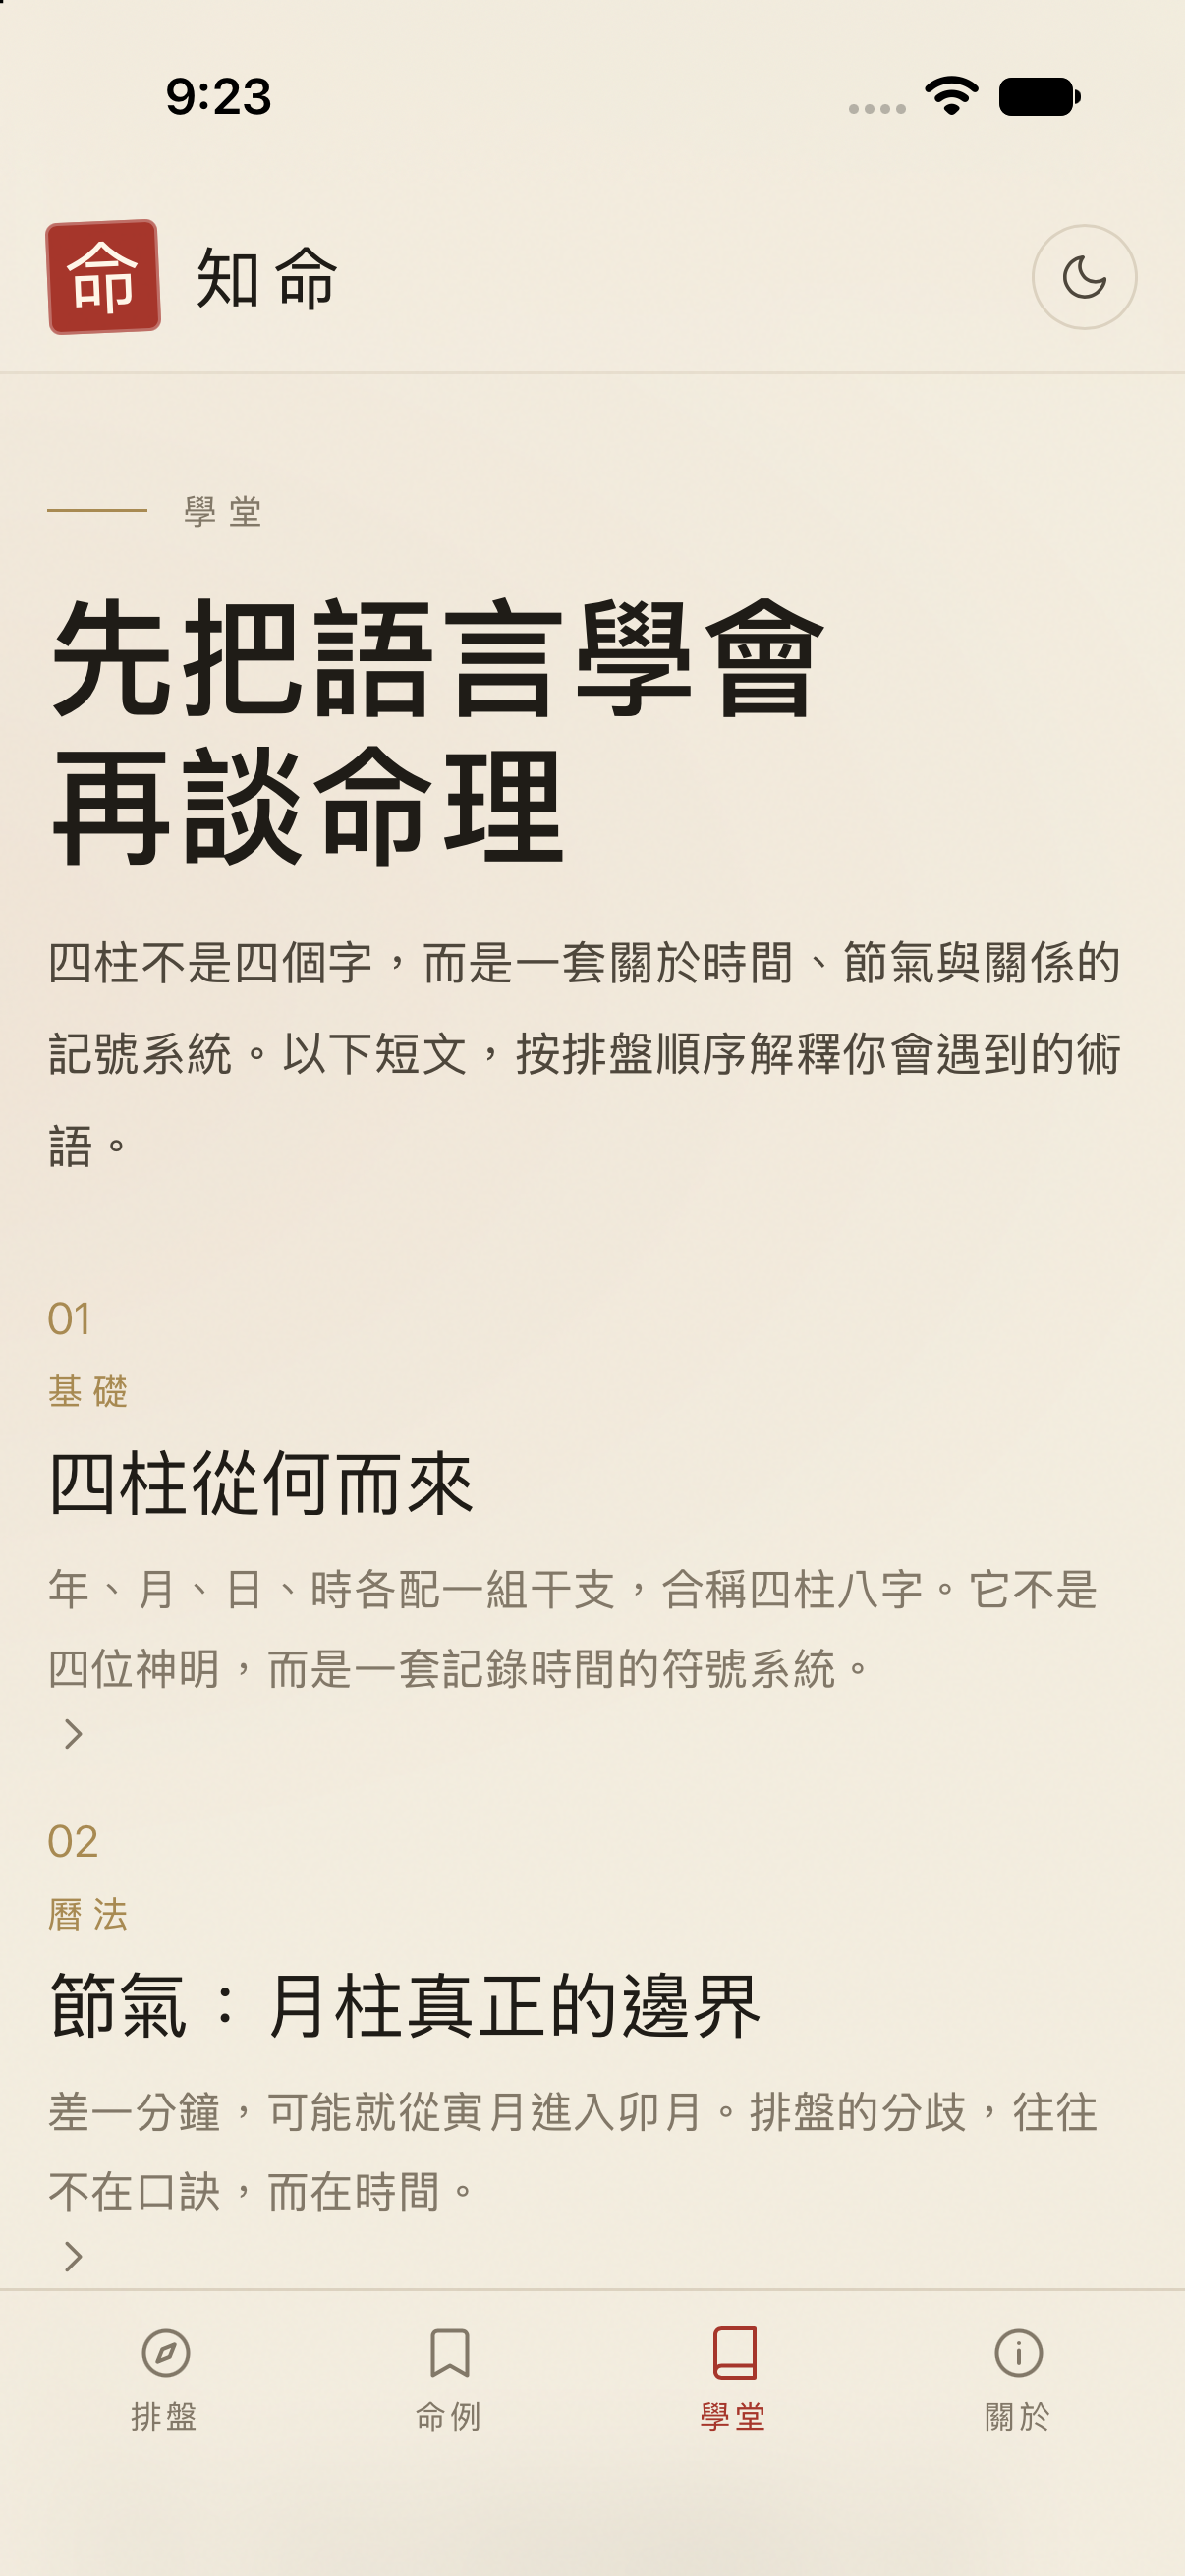 9:23
命
知命
學堂
先把語言學會
再談命理
四柱不是四個字，而是一套關於時間、節氣與關係的
記號系統。以下短文，按排盤順序解釋你會遇到的術
語。
01
基礎
四柱從何而來
年、月、日、時各配一組干支，合稱四柱八字。它不是
四位神明，而是一套記錄時間的符號系統。
02
曆法
節氣：月柱真正的邊界
差一分鐘，可能就從寅月進入卯月。排盤的分歧，往往
不在口訣，而在時間。
排盤
命例
學堂
關於